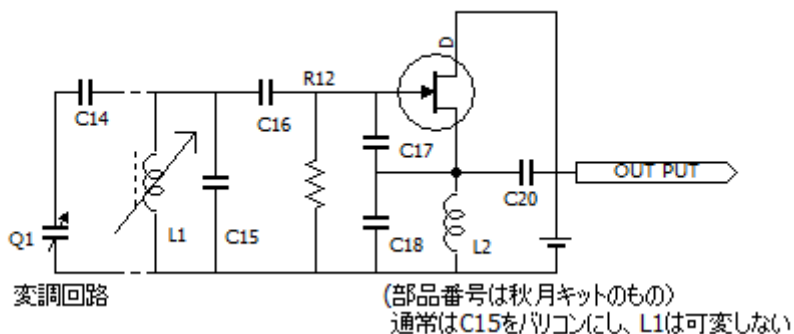 D
R12
C14
C16
C17
OUT PUT
C20
Q1
L1
C15
C18
L2
変調回路
(部品番号は秋月キットのもの)
通常はC15をバリコンにし、L1は可変しない